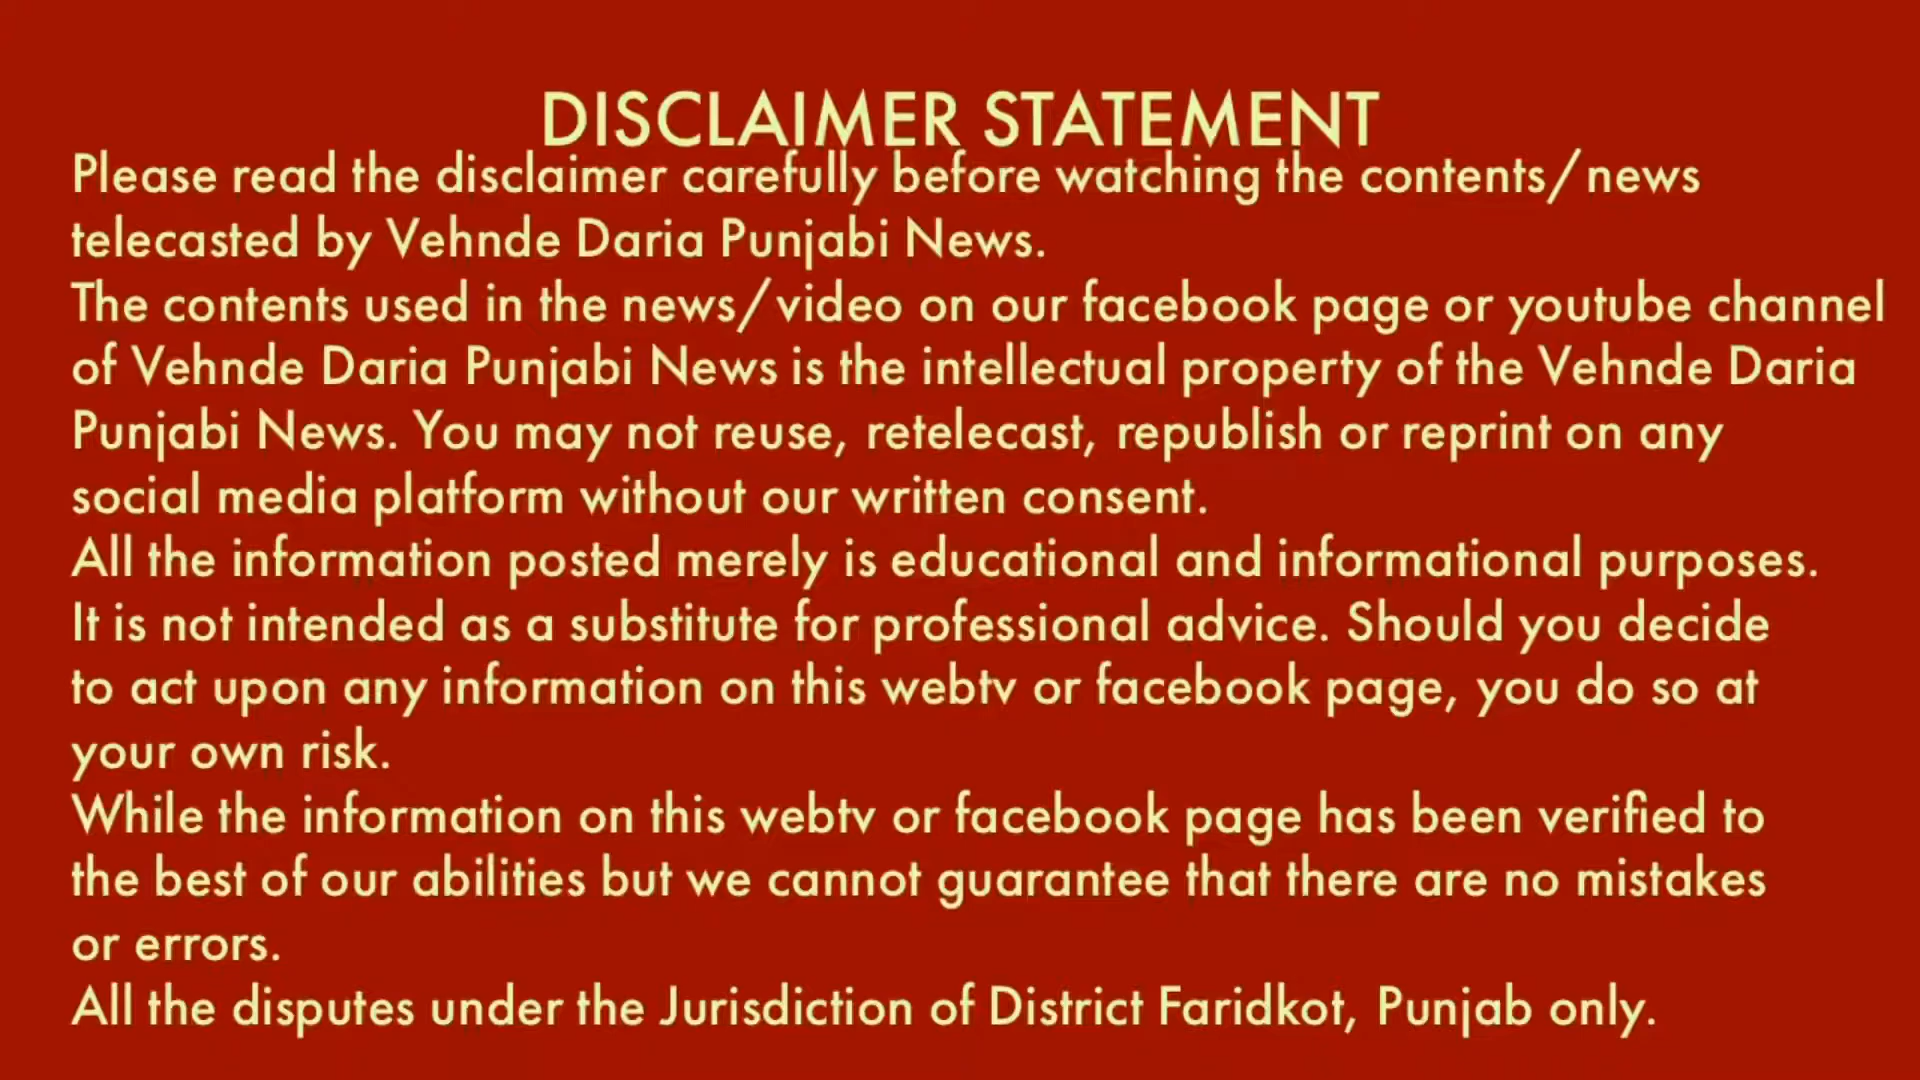 DISCLAIMER STATEMENT
Please read the disclaimer carefully before watching the contents/news
telecasted by Vehnde Daria Punjabi News.
The contents used in the news/video on our facebook page or youtube channel
of Vehnde Daria Punjabi News is the intellectual property of the Vehnde Daria
Punjabi News. You may not reuse, retelecast, republish or reprint on any
social media platform without our written consent.
All the information posted merely is educational and informational purposes.
It is not intended as a substitute for professional advice. Should you decide
to act upon any information on this webtv or facebook page, you do so at
your own risk.
While the information on this webtv or facebook page has been verified to
the best of our abilities but we cannot guarantee that there are no mistakes
or errors.
All the disputes under the Jurisdiction of District Faridkot, Punjab only.